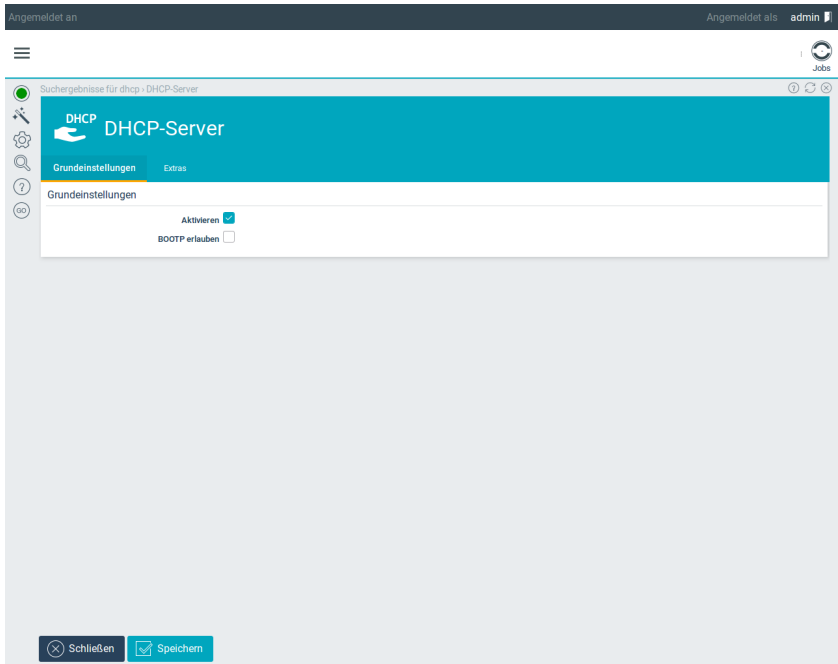 Angemeldet an
Angemeldet als admin
Jobs
Suchergebnisse für dhcp › DHCP-Server
DHCP
DHCP-Server
Grundeinstellungen Extras
Grundeinstellungen
Aktivieren
BOOTP erlauben
GO
Schließen Speichern